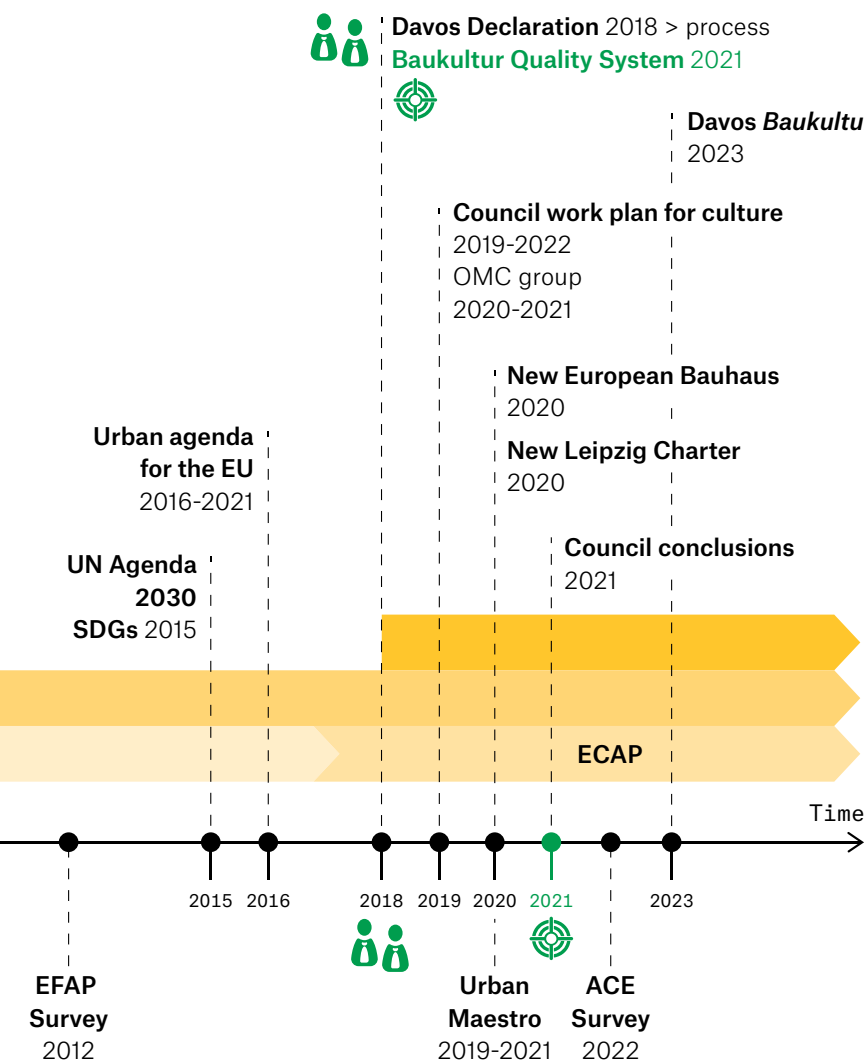 Davos Declaration 2018 > process
Baukultur Quality System 2021
Davos Baukultu
2023
Council work plan for culture
2019-2022
OMC group
2020-2021
New European Bauhaus
2020
Urban agenda
for the EU
2016-2021
New Leipzig Charter
2020
Council conclusions
2021
UN Agenda
2030
SDGs 2015
ECAP
Time
2015
2016
2018
2019
2020
2021
2023
EFAP
Survey
2012
Urban
Maestro
2019-2021
ACE
Survey
2022